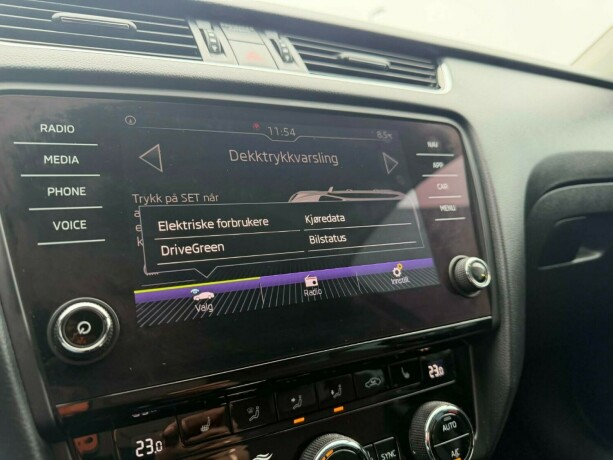 RADIO
MEDIA
PHONE
VOICE
11:54
Dekktrykkvarsling
Trykk på SET når
Elektriske forbrukere
Kjøredata
DriveGreen
Bilstatus
Valg
Radio
Innstill.
NAV
APP
CAR
MENU
23.0
23.0
SYNC
AUTO
A/C